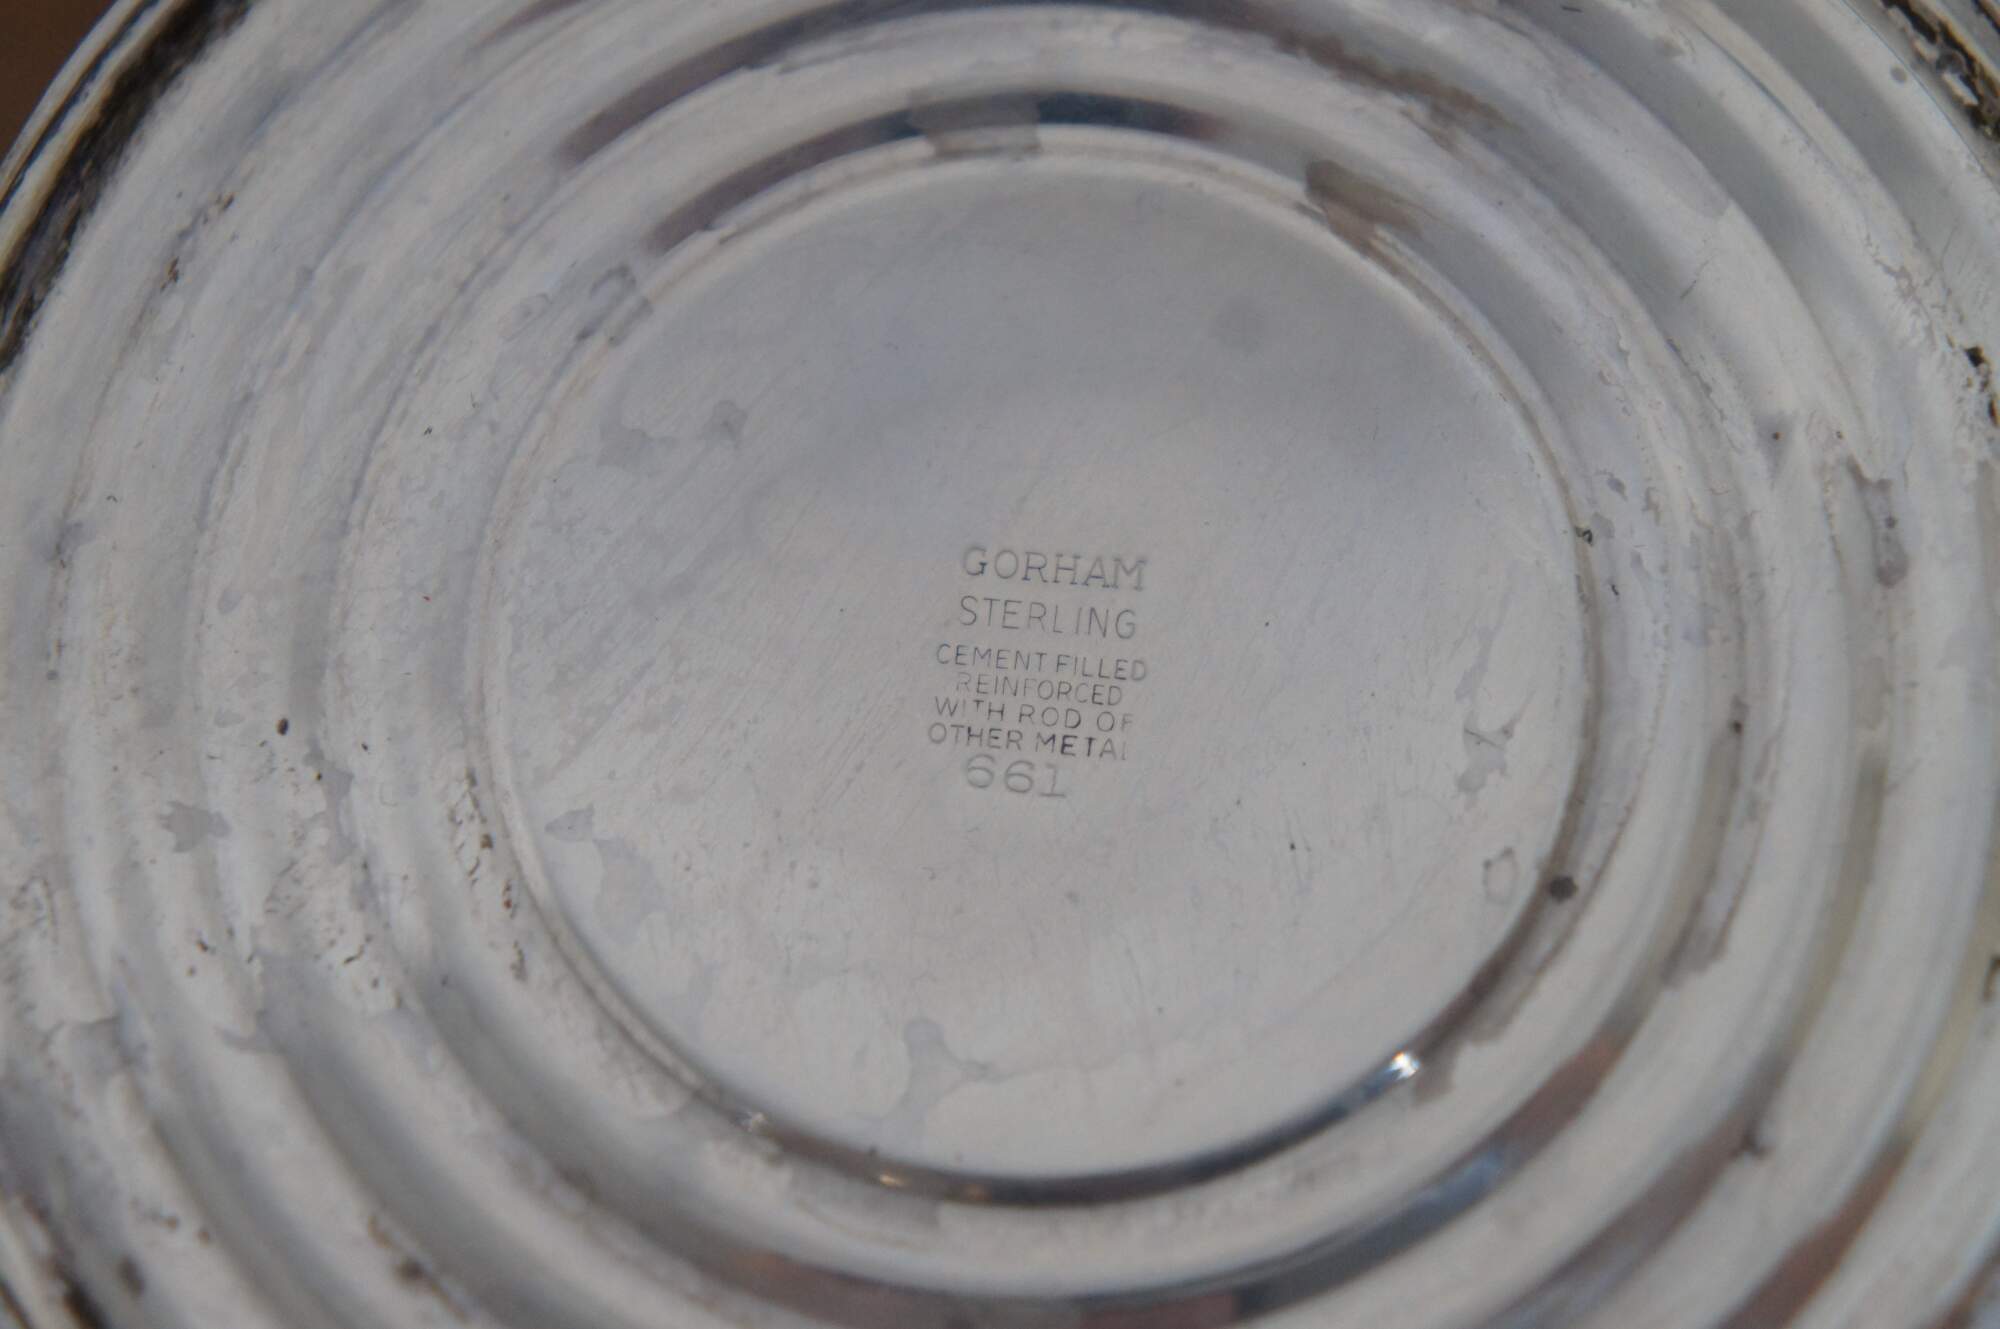 GORHAM
STERLING
CEMENT FILLED
REINFORCED
WITH ROD OF
OTHER METAL
661